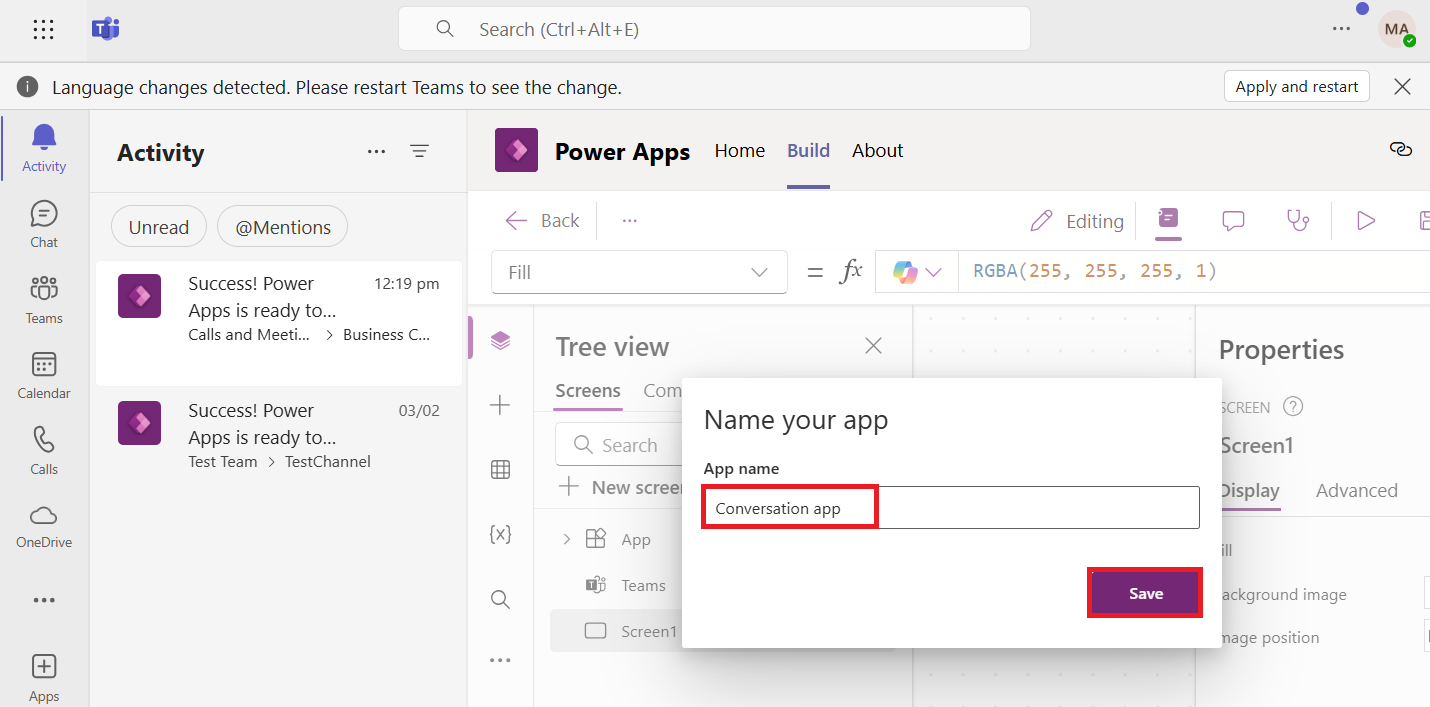 Search (Ctrl+Alt+E)
MA
Language changes detected. Please restart Teams to see the change.
Apply and restart
Activity
Chat
Teams
Calendar
Calls
OneDrive
Apps
Activity
Unread
@Mentions
Success! Power 12:19 pm
Apps is ready to...
Calls and Meeti... > Business C...
Success! Power 03/02
Apps is ready to...
Test Team > TestChannel
Power Apps Home Build About
Back
Editing
Fill
= fx
RGBA(255, 255, 255, 1)
Tree view
Screens Com
Search
New screen
App
Teams
Screen1
Name your app
App name
Conversation app
Save
Properties
SCREEN
Screen1
Display Advanced
ill
ackground image
mage position